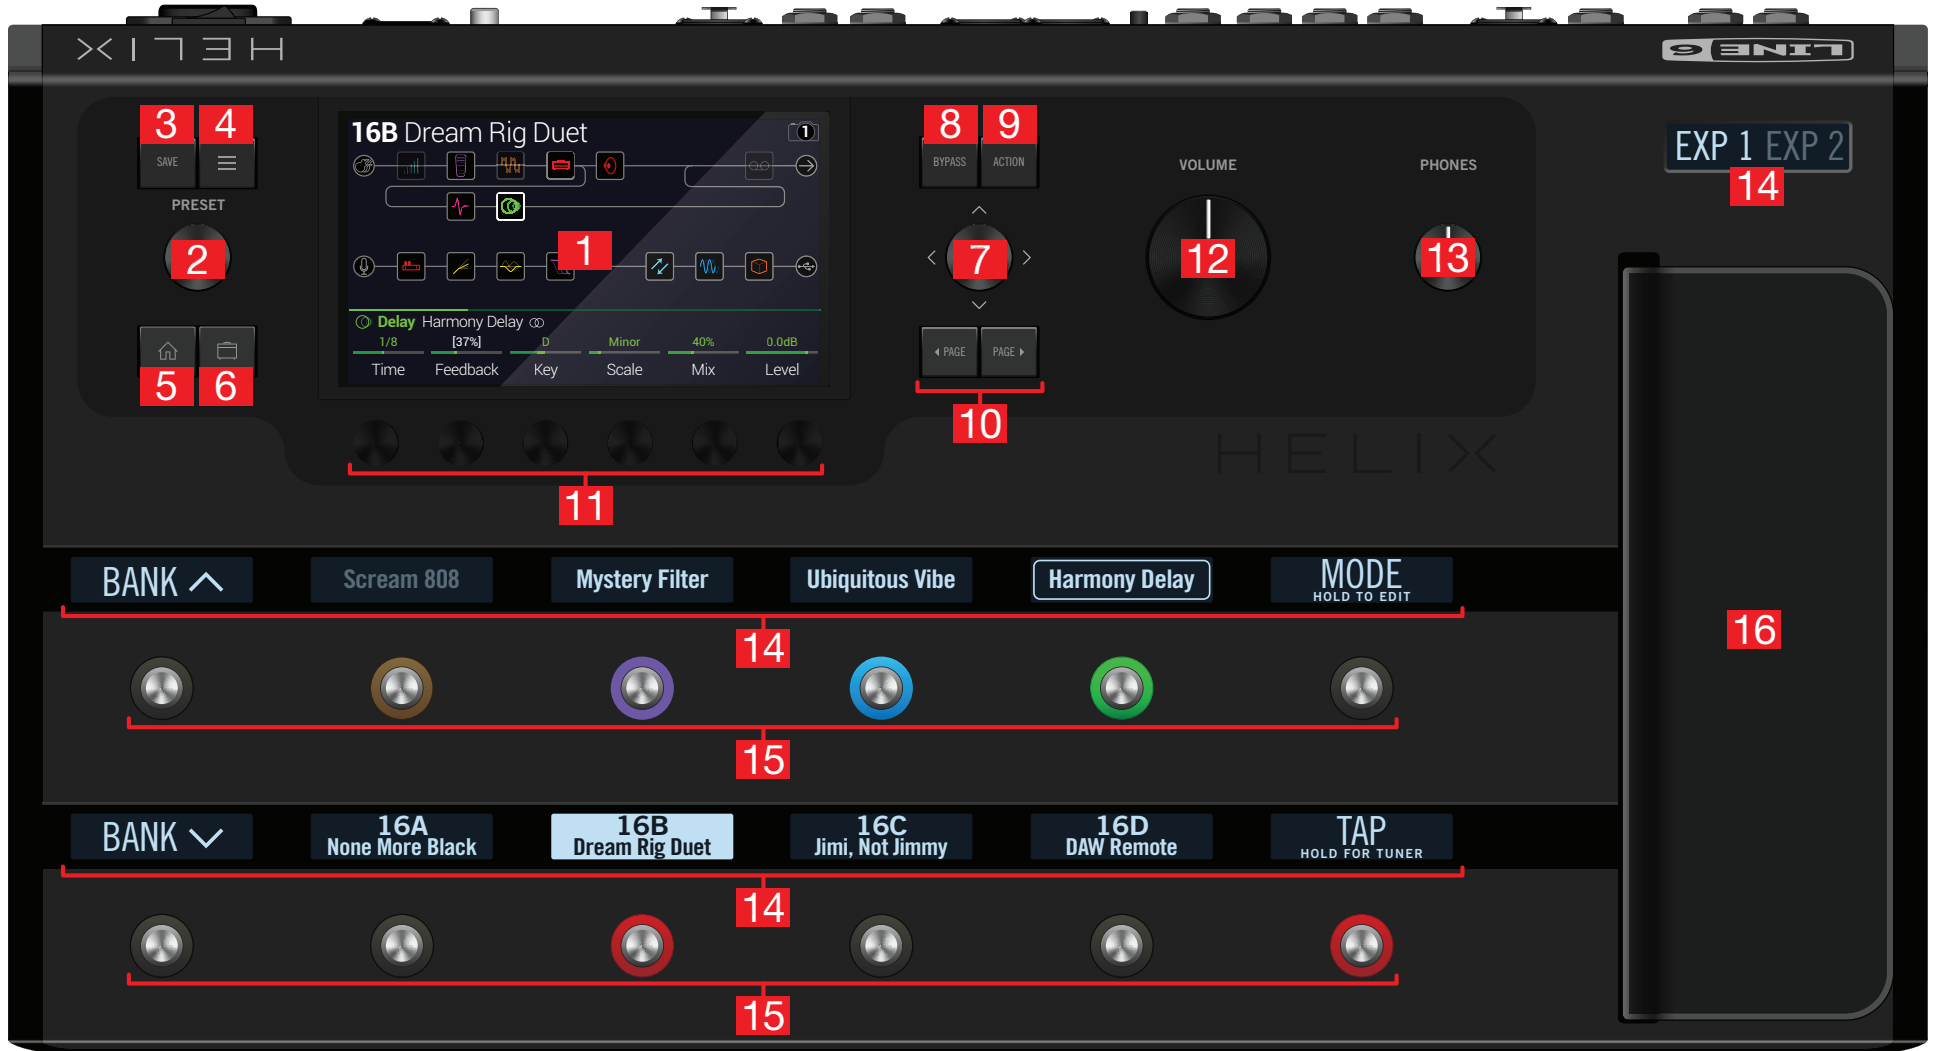 HELIX
LINE 6
3
4
SAVE
PRESET
2
5
6
16B Dream Rig Duet
1
1
Delay Harmony Delay
1/8 [37%] D Minor 40% 0.0dB
Time Feedback Key Scale Mix Level
11
8
9
BYPASS
ACTION
7
PAGE
PAGE
10
VOLUME
12
PHONES
13
EXP 1 EXP 2
14
HELIX
BANK
Scream 808
Mystery Filter
Ubiquitous Vibe
Harmony Delay
MODE
HOLD TO EDIT
14
15
16
BANK
16A
None More Black
16B
Dream Rig Duet
16C
Jimi, Not Jimmy
16D
DAW Remote
TAP
HOLD FOR TUNER
14
15